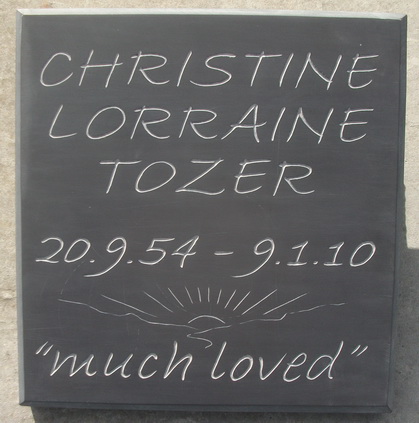 CHRISTINE
LORRAINE
TOZER
20.9.54 - 9.1.10
"much loved"